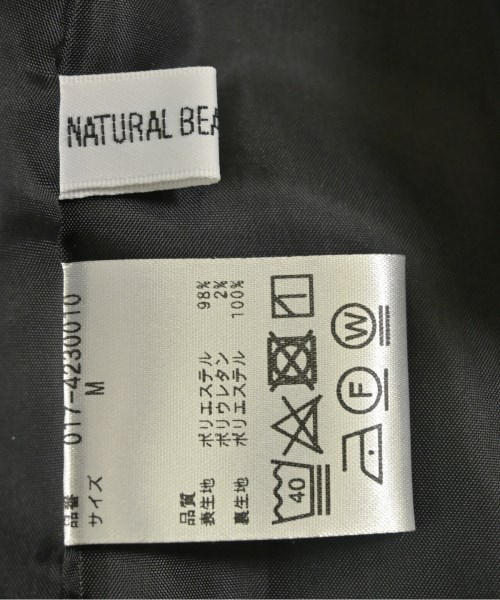 NATURAL BEA
品番 017-4230010
サイズ M
品質
表生地 ポリエステル 98%
ポリウレタン 2%
裏生地 ポリエステル 100%
40
F
W